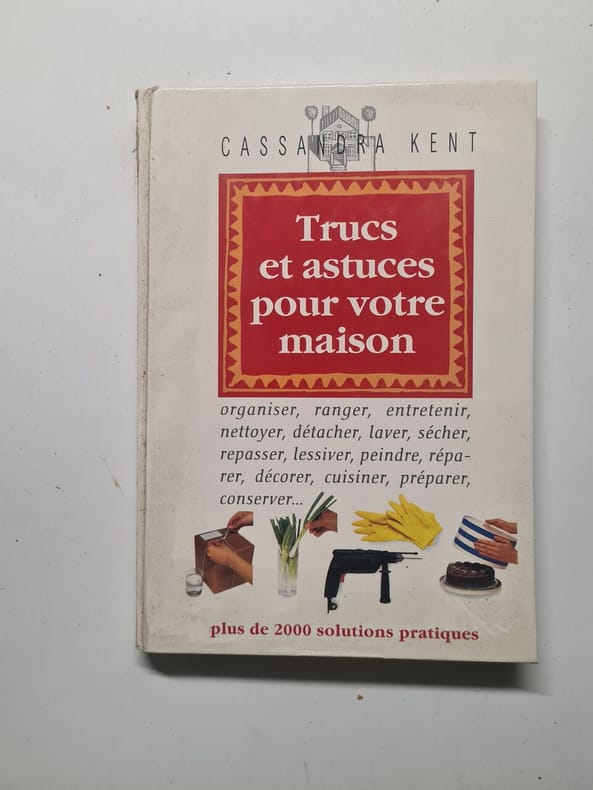 CASSANDRA KENT
Trucs
et astuces
pour votre
maison
organiser, ranger, entretenir,
nettoyer, détacher, laver, sécher,
repasser, lessiver, peindre, répa-
rer, décorer, cuisiner, préparer,
conserver...
plus de 2000 solutions pratiques